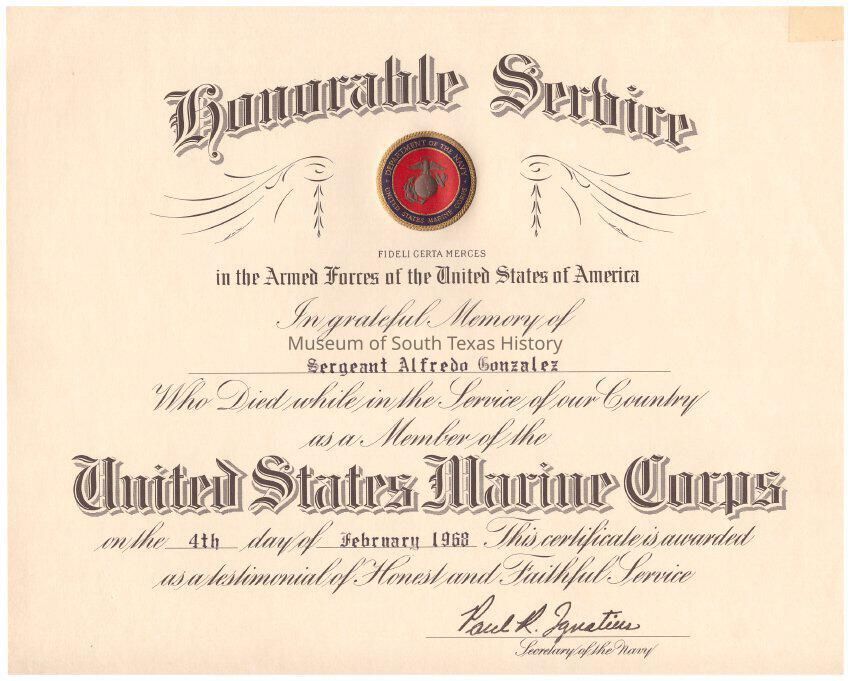 Honorable Service
DEPARTMENT OF THE NAVY
UNITED STATES MARINE CORPS
FIDELI CERTA MERCES
in the Armed Forces of the United States of America
In grateful Memory of
Museum of South Texas History
Sergeant Alfredo Gonzalez
Who Died while in the Service of our Country
as a Member of the
United States Marine Corps
on the 4th day of February 1968 This certificate is awarded
as a testimonial of Honest and Faithful Service
Paul R. Ignatius
Secretary of the Navy